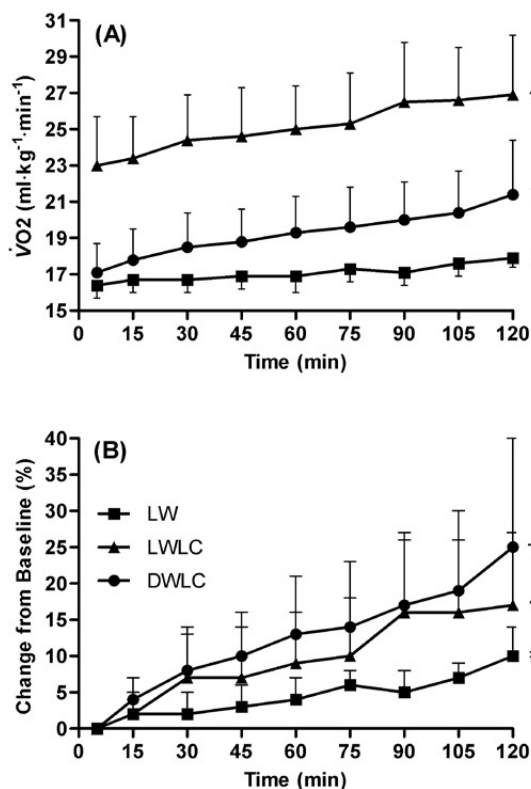 (A)
31
29
27
25
23
21
19
17
15
V̇O2 (ml·kg⁻¹·min⁻¹)
0 15 30 45 60 75 90 105 120
Time (min)
(B)
40
35
30
25
20
15
10
5
0
Change from Baseline (%)
LW
LWLC
DWLC
0 15 30 45 60 75 90 105 120
Time (min)